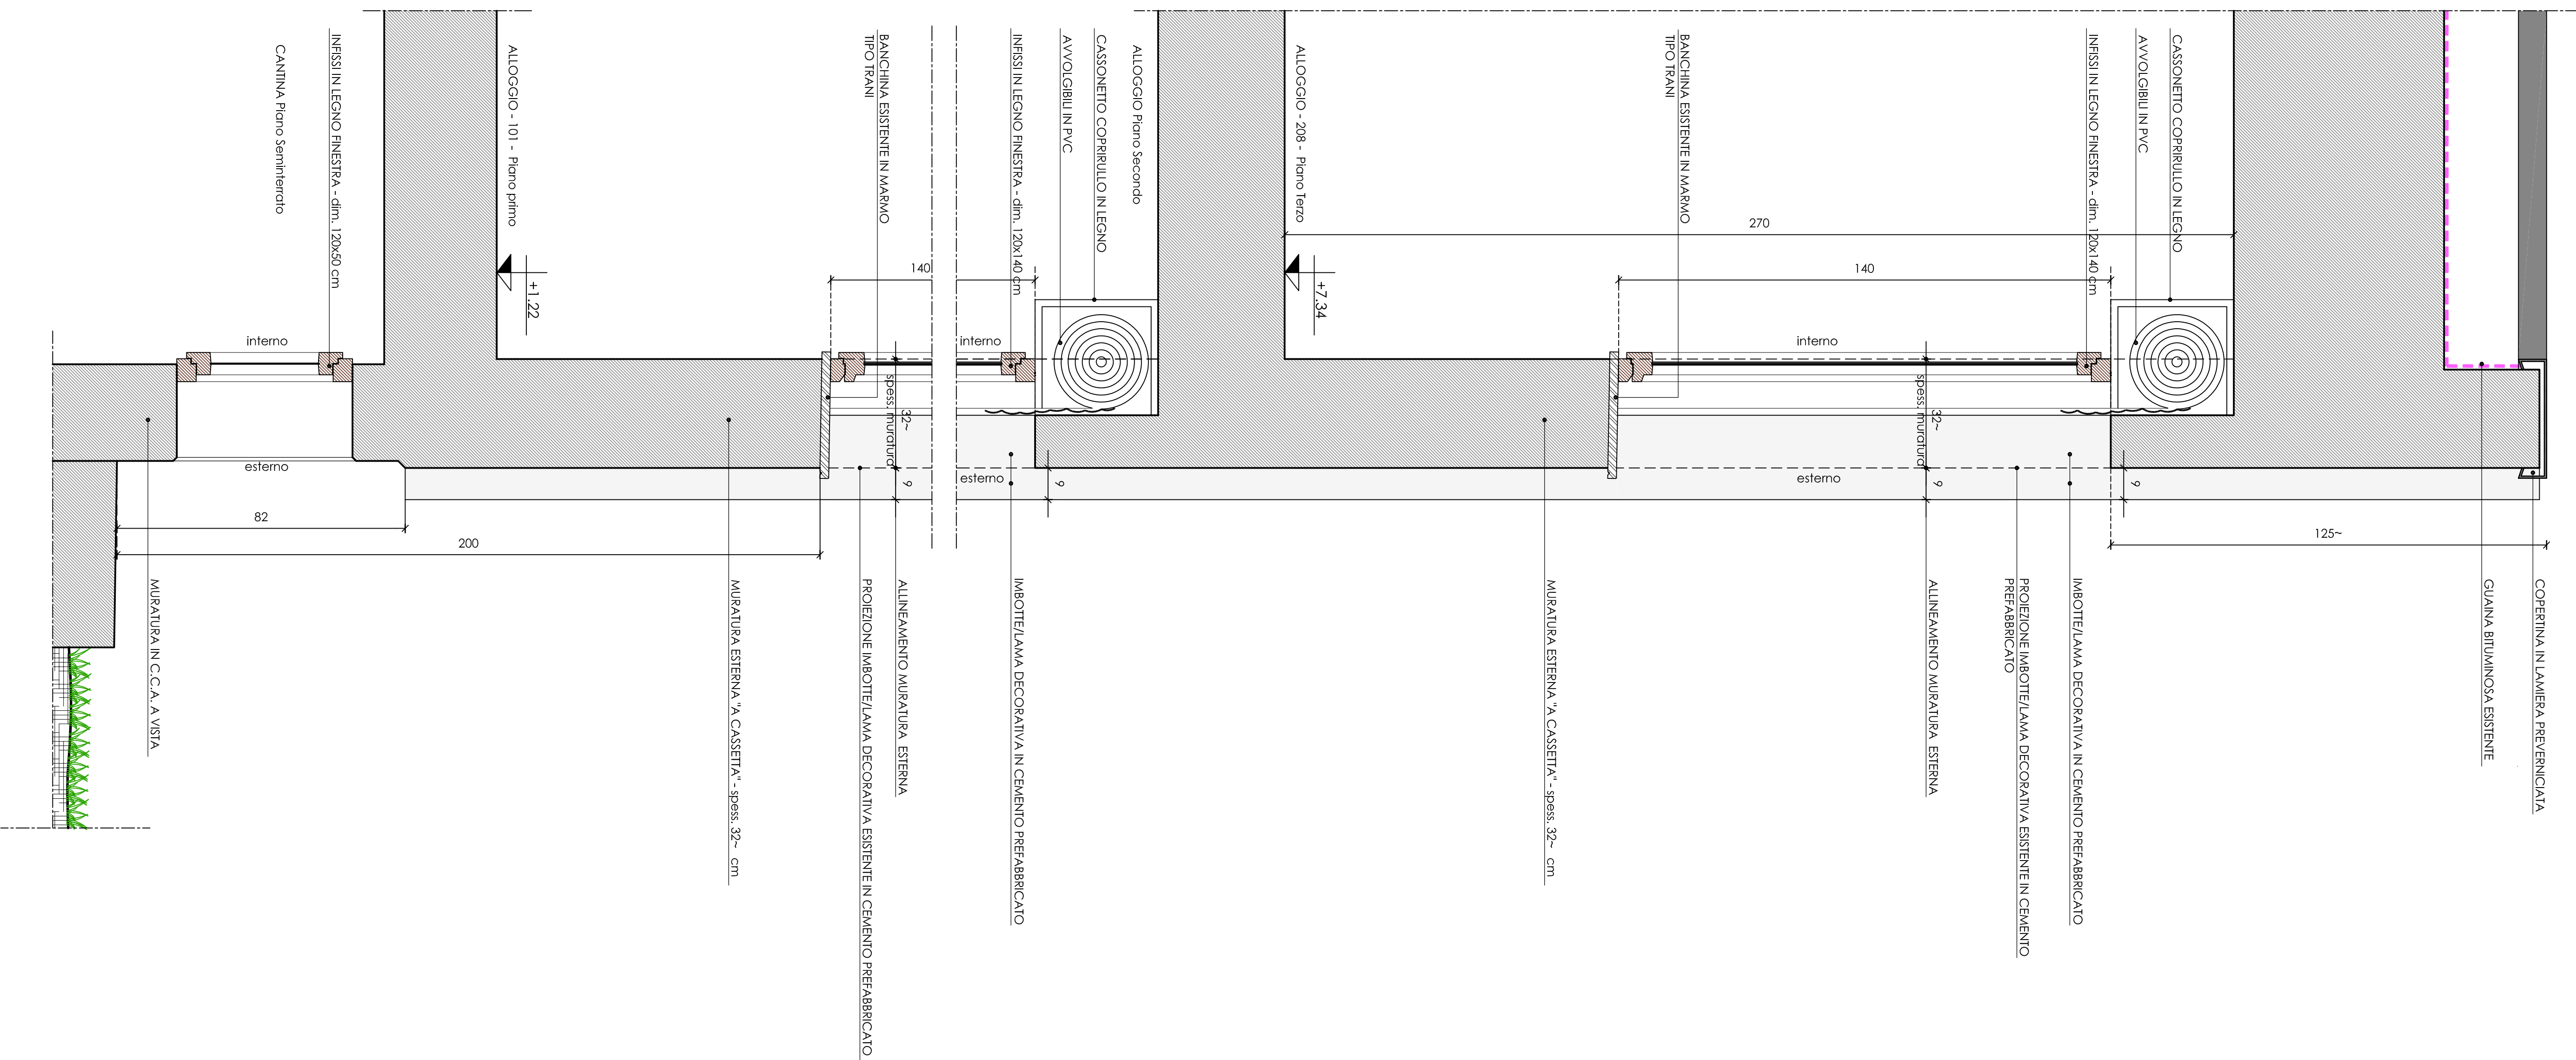 INFISSI IN LEGNO FINESTRA - dim. 120x50 cm
CANTINA Piano Seminterrato
ALLOGGIO - 101 - Piano primo
+1.22
BANCHINA ESISTENTE IN MARMO
TIPO TRANI
140
INFISSI IN LEGNO FINESTRA - dim. 120x140 cm
AVVOLGIBILI IN PVC
CASSONETTO COPRIRULLO IN LEGNO
ALLOGGIO Piano Secondo
ALLOGGIO - 208 - Piano Terzo
+7.34
270
BANCHINA ESISTENTE IN MARMO
TIPO TRANI
140
INFISSI IN LEGNO FINESTRA - dim. 120x140 cm
AVVOLGIBILI IN PVC
CASSONETTO COPRIRULLO IN LEGNO
interno
esterno
interno
esterno
32~
spess. muratura
9
9
interno
esterno
32~
spess. muratura
9
9
82
200
125~
MURATURA IN C.C.A. A VISTA
MURATURA ESTERNA "A CASSETTA" - spess. 32~ cm
PROIEZIONE IMBOTTE/LAMA DECORATIVA ESISTENTE IN CEMENTO PREFABBRICATO
ALLINEAMENTO MURATURA ESTERNA
IMBOTTE/LAMA DECORATIVA IN CEMENTO PREFABBRICATO
MURATURA ESTERNA "A CASSETTA" - spess. 32~ cm
ALLINEAMENTO MURATURA ESTERNA
PROIEZIONE IMBOTTE/LAMA DECORATIVA ESISTENTE IN CEMENTO
PREFABBRICATO
IMBOTTE/LAMA DECORATIVA IN CEMENTO PREFABBRICATO
GUAINA BITUMINOSA ESISTENTE
COPERTINA IN LAMIERA PREVERNICIATA